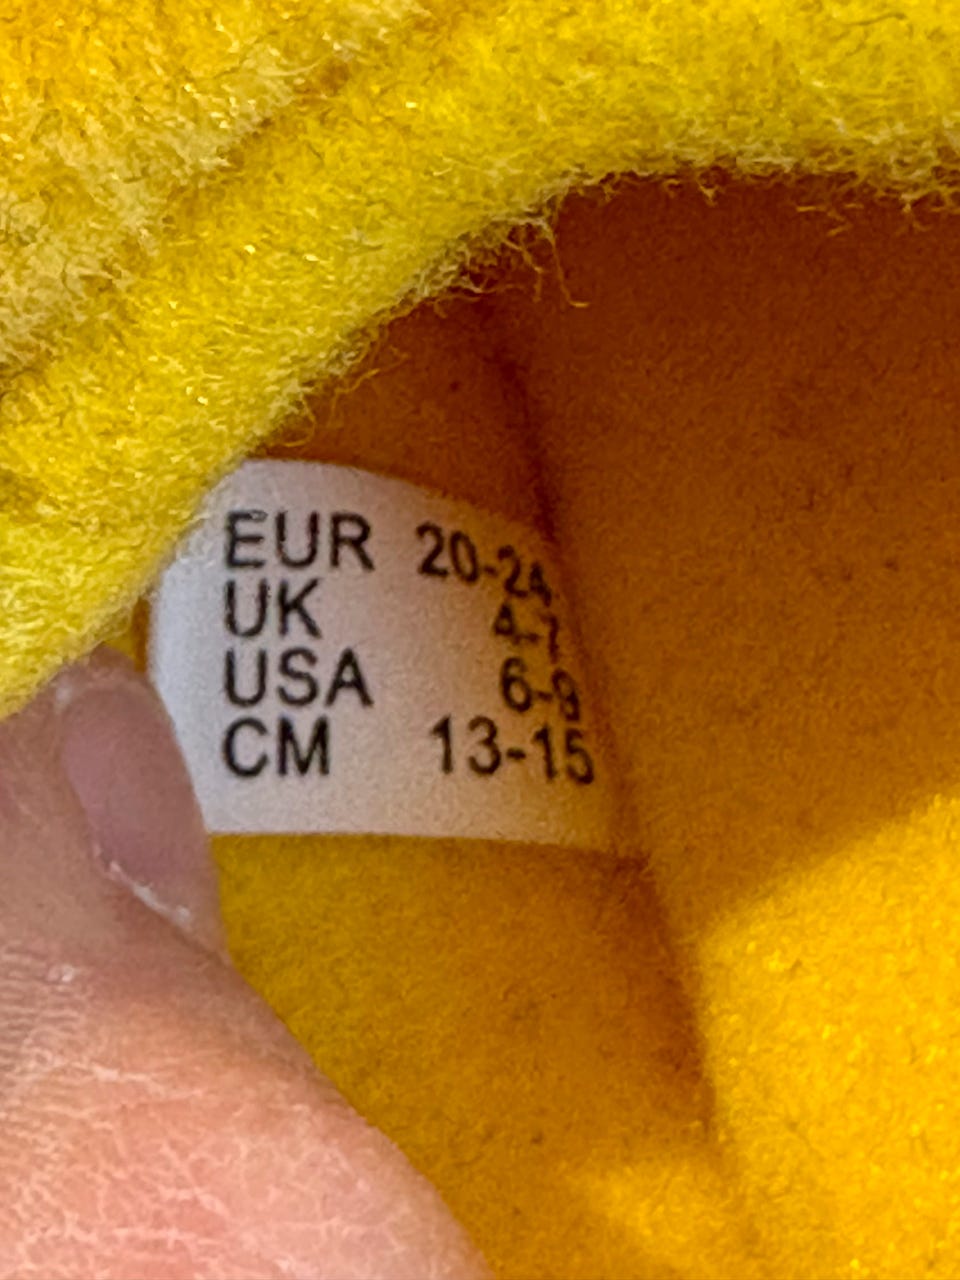 EUR 20-24
UK 4-7
USA 6-9
CM 13-15